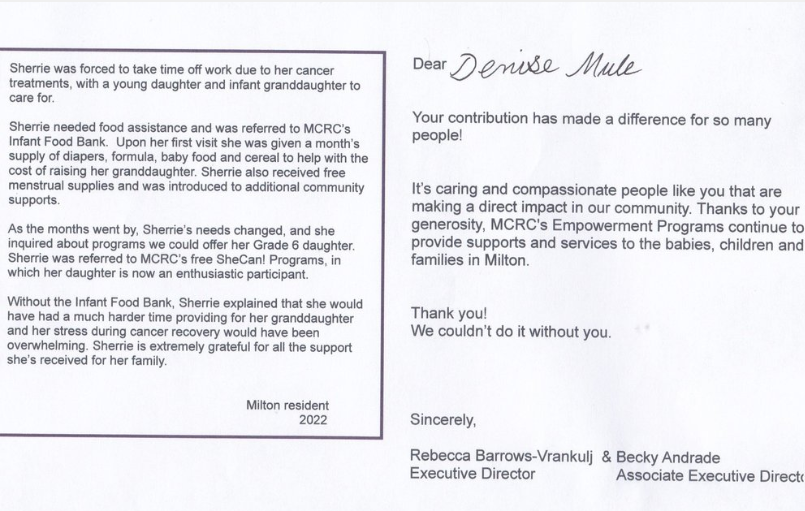 Sherrie was forced to take time off work due to her cancer
treatments, with a young daughter and infant granddaughter to
care for.
Sherrie needed food assistance and was referred to MCRC's
Infant Food Bank.  Upon her first visit she was given a month's
supply of diapers, formula, baby food and cereal to help with the
cost of raising her granddaughter. Sherrie also received free
menstrual supplies and was introduced to additional community
supports.
As the months went by, Sherrie's needs changed, and she
inquired about programs we could offer her Grade 6 daughter.
Sherrie was referred to MCRC's free SheCan! Programs, in
which her daughter is now an enthusiastic participant.
Without the Infant Food Bank, Sherrie explained that she would
have had a much harder time providing for her granddaughter
and her stress during cancer recovery would have been
overwhelming. Sherrie is extremely grateful for all the support
she's received for her family.
Milton resident
2022
Dear Denise Mule
Your contribution has made a difference for so many
people!
It's caring and compassionate people like you that are
making a direct impact in our community. Thanks to your
generosity, MCRC's Empowerment Programs continue to
provide supports and services to the babies, children and
families in Milton.
Thank you!
We couldn't do it without you.
Sincerely,
Rebecca Barrows-Vrankulj & Becky Andrade
Executive Director Associate Executive Direct